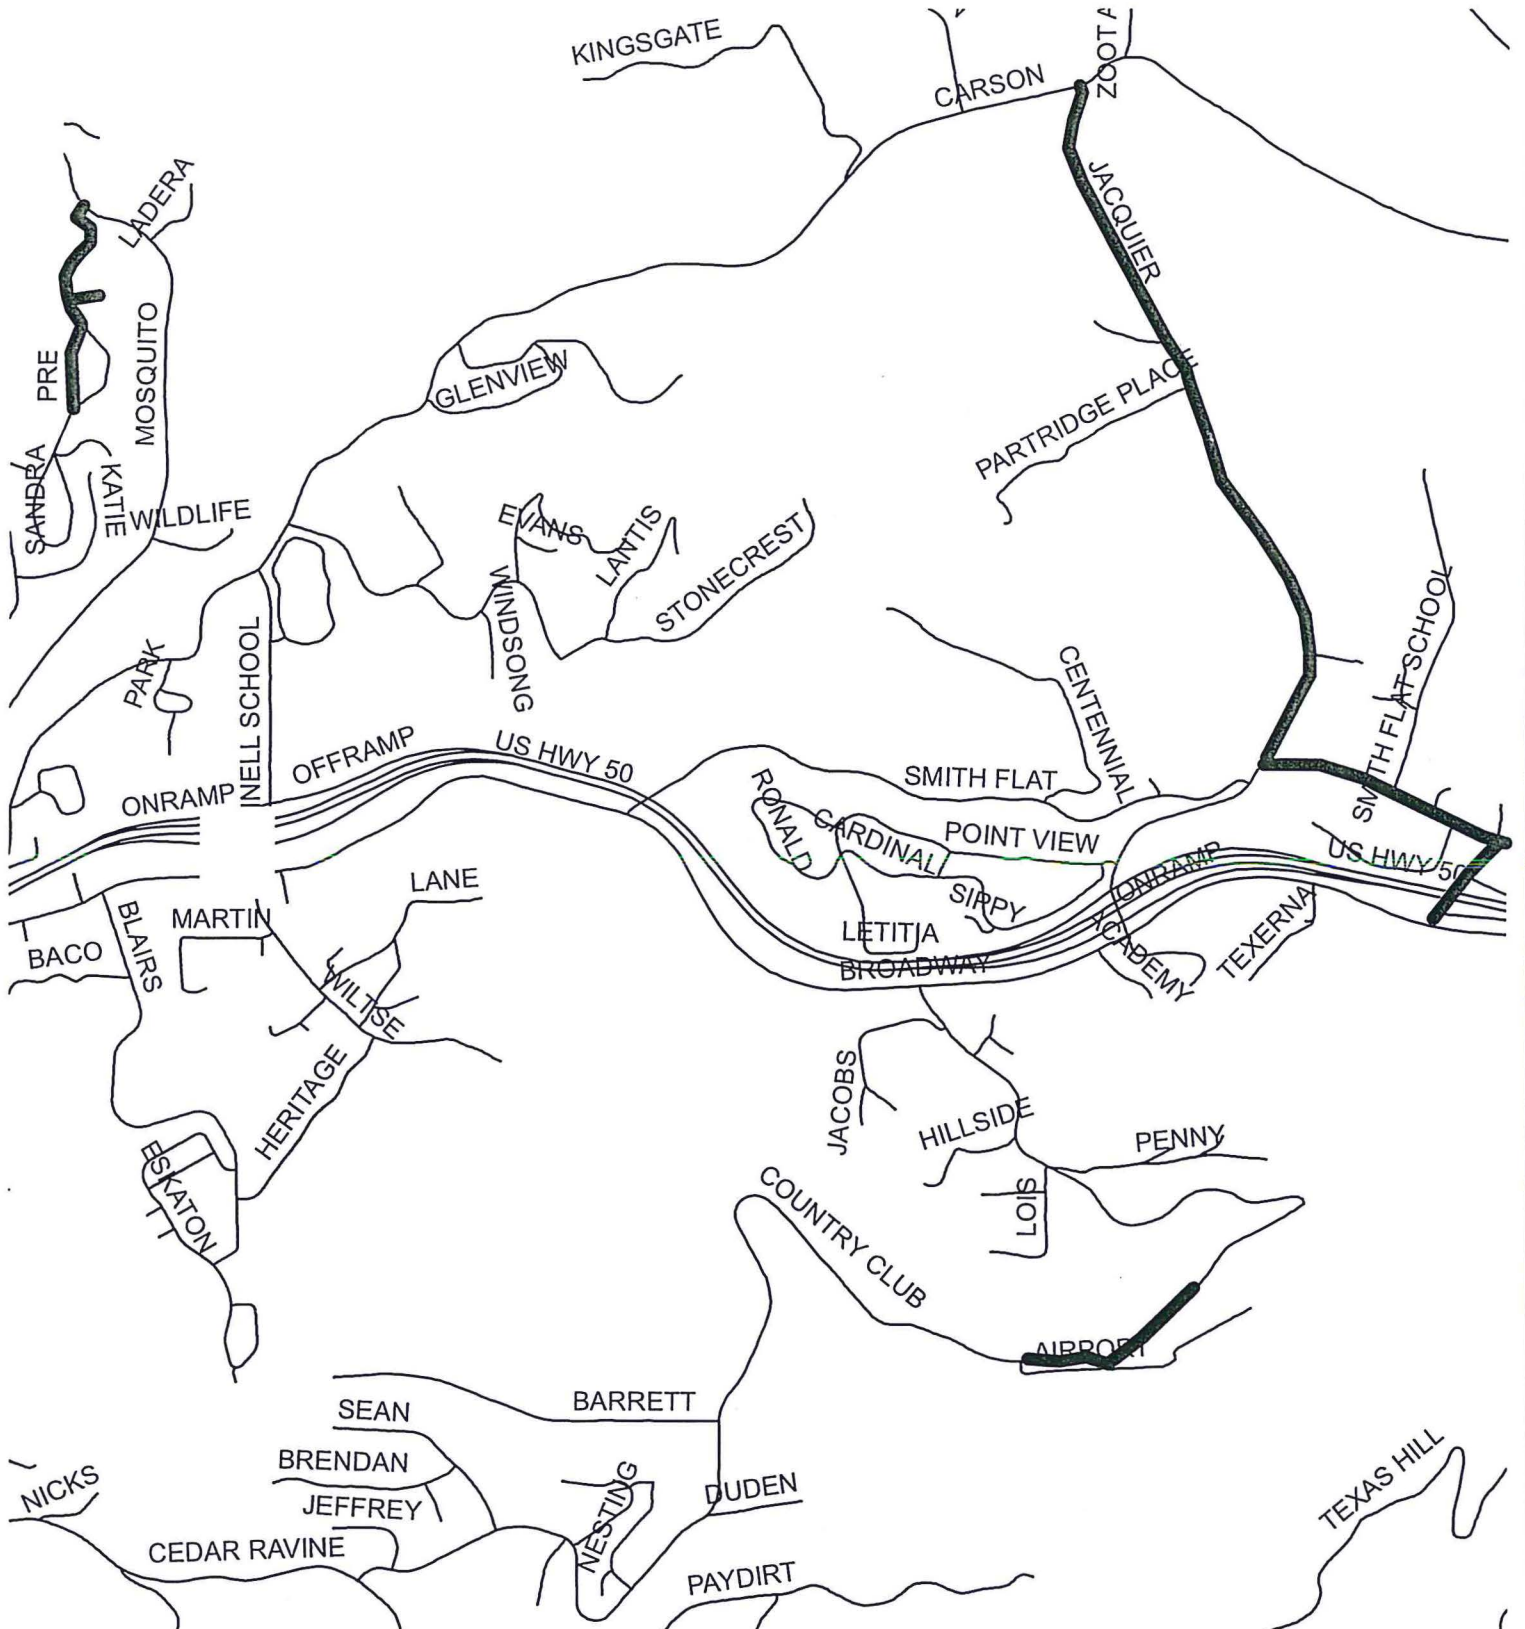 KINGSGATE
CARSON
ZOOT A
LADERA
JACQUIER
MOSQUITO
PRE
GLENVIEW
PARTRIDGE PLACE
SANDRA
KATIE
WILDLIFE
EVANS
LANTIS
STONECREST
WINDSONG
PARK
NELL SCHOOL
CENTENNIAL
SMITH FLAT SCHOOL
OFFRAMP
US HWY 50
ONRAMP
SMITH FLAT
RONALD
CARDINAL
POINT VIEW
ONRAMP
US HWY 50
SIPPY
LANE
BLAIRS
MARTIN
LETITIA
BROADWAY
TEXERNA
BACO
WILTSE
HERITAGE
JACOBS
HILLSIDE
PENNY
ESKATON
LOIS
COUNTRY CLUB
AIRPORT
BARRETT
SEAN
BRENDAN
NICKS
JEFFREY
NESTING
DUDEN
TEXAS HILL
CEDAR RAVINE
PAYDIRT